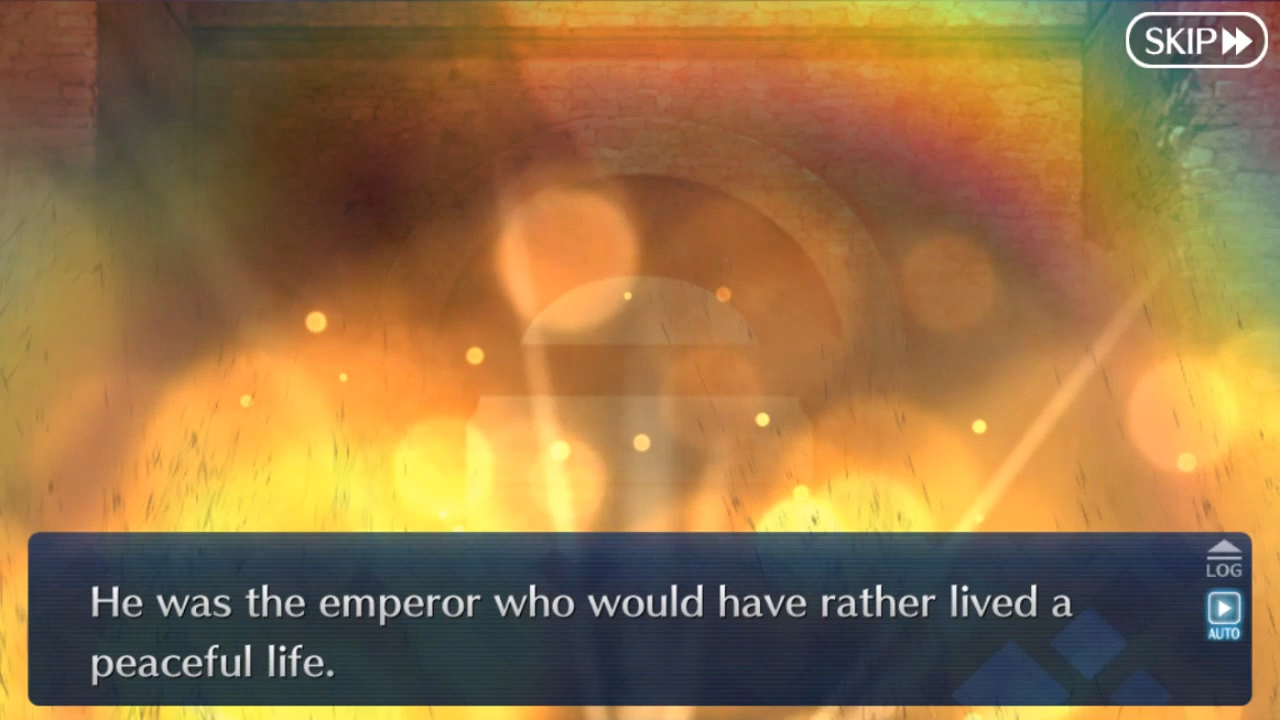 SKIP
He was the emperor who would have rather lived a
peaceful life.
LOG
AUTO